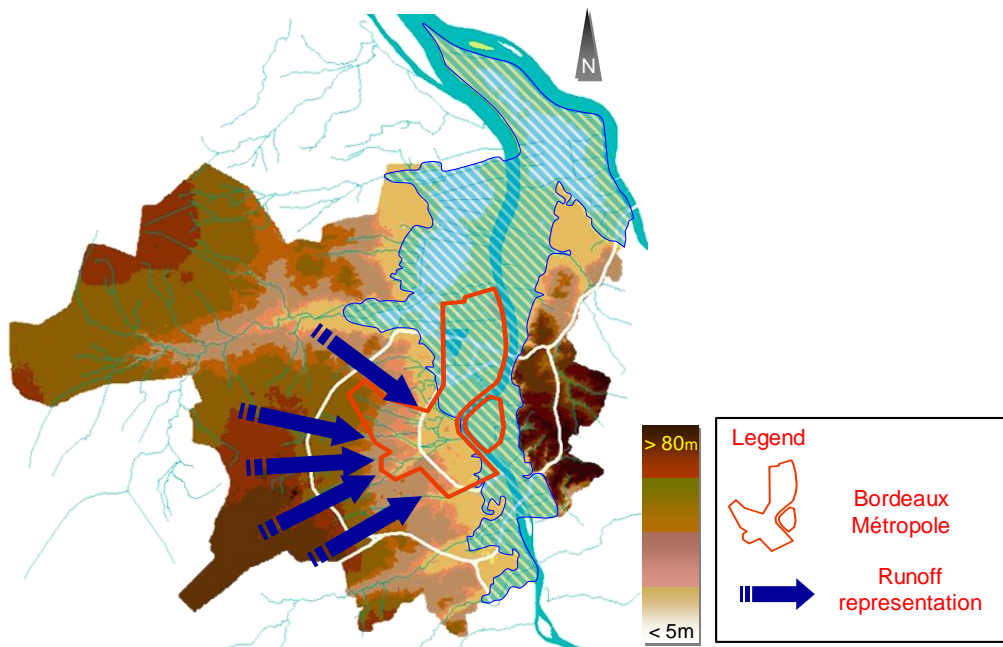 N
> 80m
< 5m
Legend
Bordeaux
Métropole
Runoff
representation